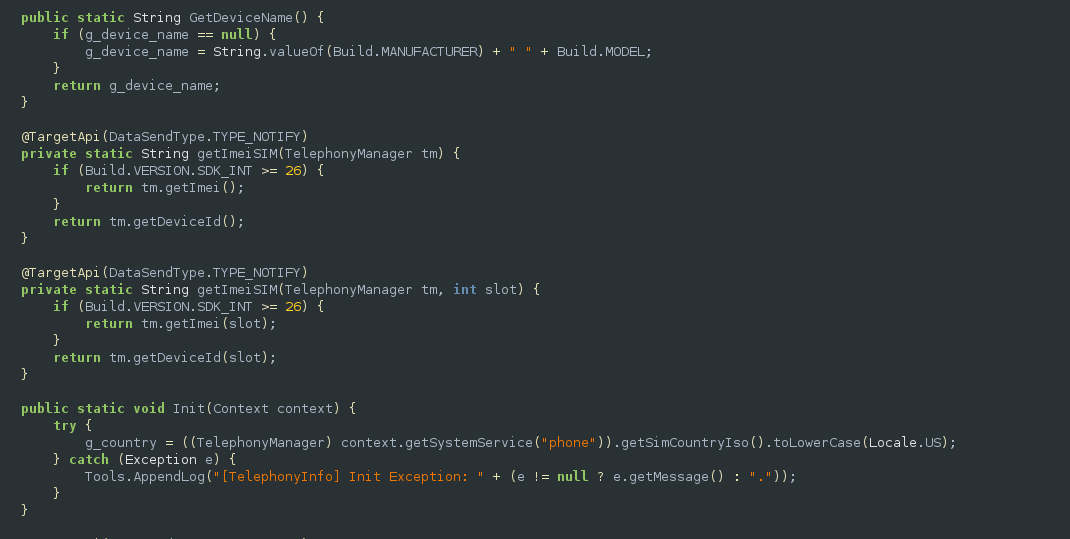 public static String GetDeviceName() {
    if (g_device_name == null) {
        g_device_name = String.valueOf(Build.MANUFACTURER) + " " + Build.MODEL;
    }
    return g_device_name;
}

@TargetApi(DataSendType.TYPE_NOTIFY)
private static String getImeiSIM(TelephonyManager tm) {
    if (Build.VERSION.SDK_INT >= 26) {
        return tm.getImei();
    }
    return tm.getDeviceId();
}

@TargetApi(DataSendType.TYPE_NOTIFY)
private static String getImeiSIM(TelephonyManager tm, int slot) {
    if (Build.VERSION.SDK_INT >= 26) {
        return tm.getImei(slot);
    }
    return tm.getDeviceId(slot);
}

public static void Init(Context context) {
    try {
        g_country = ((TelephonyManager) context.getSystemService("phone")).getSimCountryIso().toLowerCase(Locale.US);
    } catch (Exception e) {
        Tools.AppendLog("[TelephonyInfo] Init Exception: " + (e != null ? e.getMessage() : "."));
    }
}